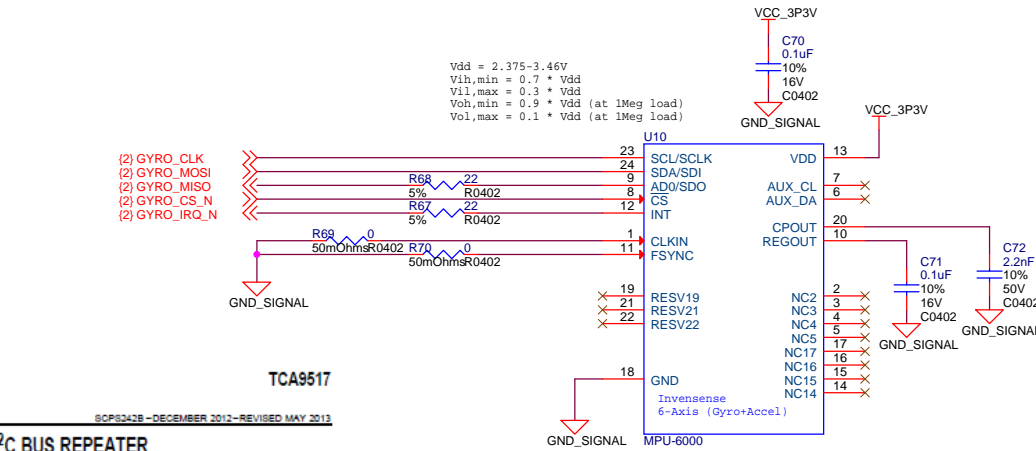 VCC_3P3V
C70
0.1uF
10%
16V
C0402
GND_SIGNAL
Vdd = 2.375-3.46V
Vih,min = 0.7 * Vdd
Vil,max = 0.3 * Vdd
Voh,min = 0.9 * Vdd (at 1Meg load)
Vol,max = 0.1 * Vdd (at 1Meg load)
VCC_3P3V
U10
{2} GYRO_CLK
{2} GYRO_MOSI
{2} GYRO_MISO
{2} GYRO_CS_N
{2} GYRO_IRQ_N
R68 22
5% R0402
R67 22
5% R0402
R69 0
50mOhmsR0402
R70 0
50mOhmsR0402
GND_SIGNAL
23 SCL/SCLK
24 SDA/SDI
9 AD0/SDO
8 CS
12 INT
1 CLKIN
11 FSYNC
19 RESV19
21 RESV21
22 RESV22
18 GND
VDD 13
AUX_CL 7
AUX_DA 6
CPOUT 20
REGOUT 10
NC2 2
NC3 3
NC4 4
NC5 5
NC17 17
NC16 16
NC15 15
NC14 14
C71
0.1uF
10%
16V
C0402
GND_SIGNAL
C72
2.2nF
10%
50V
C0402
GND_SIGNAL
Invensense
6-Axis (Gyro+Accel)
MPU-6000
GND_SIGNAL
TCA9517
SCPS242B –DECEMBER 2012–REVISED MAY 2013
²C BUS REPEATER